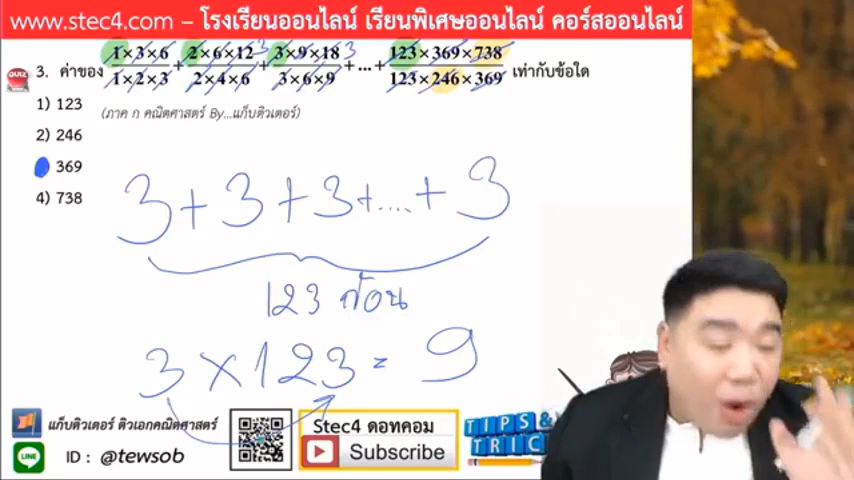 www.stec4.com – โรงเรียนออนไลน์ เรียนพิเศษออนไลน์ คอร์สออนไลน์
QUIZ 3. ค่าของ 1×3×6/1×2×3 + 2×6×12/2×4×6 + 3×9×18/3×6×9 + ... + 123×369×738/123×246×369 เท่ากับข้อใด
3 3
1) 123 (ภาค ก คณิตศาสตร์ By...แก็บติวเตอร์)
2) 246
369
4) 738
3+3+3+....+3
123 ก้อน
3×123= 9
แก็บติวเตอร์ ติวเอกคณิตศาสตร์
LINE ID : @tewsob
Stec4 ดอทคอม
Subscribe
TIPS &
TRIC